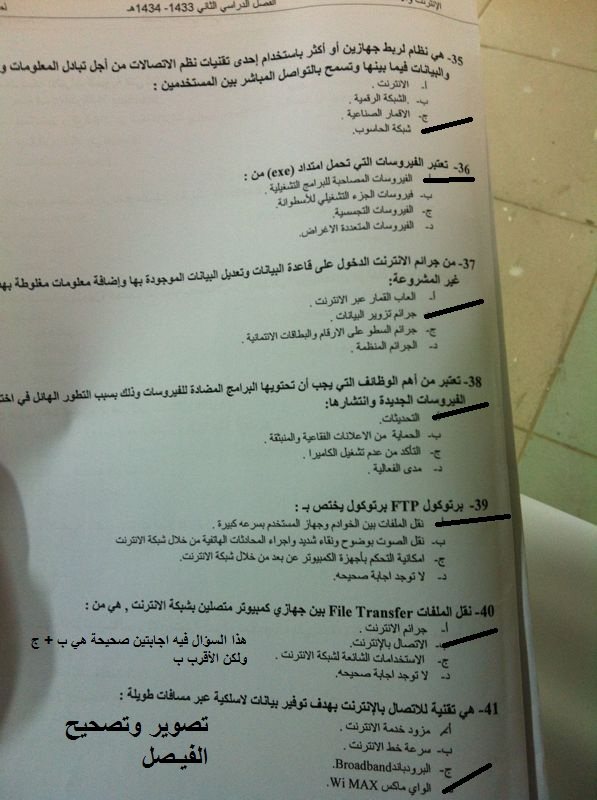 الفصل الدراسي الثاني 1433- 1434هـ
35- هي نظام لربط جهازين أو أكثر باستخدام إحدى تقنيات نظم الاتصالات من أجل تبادل المعلومات و
والبيانات فيما بينها وتسمح بالتواصل المباشر بين المستخدمين :
أ- الانترنت .
ب- الشبكة الرقمية .
ج- الاقمار الصناعية .
شبكة الحاسوب.
36- تعتبر الفيروسات التي تحمل امتداد (exe) من :
الفيروسات المصاحبة للبرامج التشغيلية .
ب- فيروسات الجزء التشغيلي للأسطوانة.
ج- الفيروسات التجسسية.
د- الفيروسات المتعددة الاغراض.
37- من جرائم الانترنت الدخول على قاعدة البيانات وتعديل البيانات الموجودة بها وإضافة معلومات مغلوطة بهد
غير المشروعة:
أ- العاب القمار عبر الانترنت .
جرائم تزوير البيانات .
ج- جرائم السطو على الارقام والبطاقات الائتمانية .
د- الجرائم المنظمة .
38- تعتبر من أهم الوظائف التي يجب أن تحتويها البرامج المضادة للفيروسات وذلك بسبب التطور الهائل في اخت
الفيروسات الجديدة وانتشارها:
التحديثات.
ب- الحماية من الاعلانات الفقاعية والمنبثقة .
ج- التأكد من عدم تشغيل الكاميرا .
د- مدى الفعالية .
39- برتوكول FTP برتوكول يختص بـ :
نقل الملفات بين الخوادم وجهاز المستخدم بسرعه كبيرة .
ب- نقل الصوت بوضوح ونقاء شديد واجراء المحادثات الهاتفية من خلال شبكة الانترنت
ج- امكانية التحكم بأجهزة الكمبيوتر عن بعد من خلال شبكة الانترنت.
د- لا توجد اجابة صحيحه.
40- نقل الملفات File Transfer بين جهازي كمبيوتر متصلين بشبكة الانترنت , هي من :
أ- جرائم الانترنت .
ب- الاتصال بالإنترنت.
ج- الاستخدامات الشائعة لشبكة الانترنت .
د- لا توجد اجابة صحيحه.
هذا السؤال فيه اجابتين صحيحة هي ب + ج
ولكن الأقرب ب
41- هي تقنية للاتصال بالإنترنت بهدف توفير بيانات لاسلكية عبر مسافات طويلة :
أ- مزود خدمة الانترنت .
ب- سرعة خط الانترنت .
ج- البرودباندBroadband.
الواي ماكس Wi MAX.
تصوير وتصحيح
الفيصل